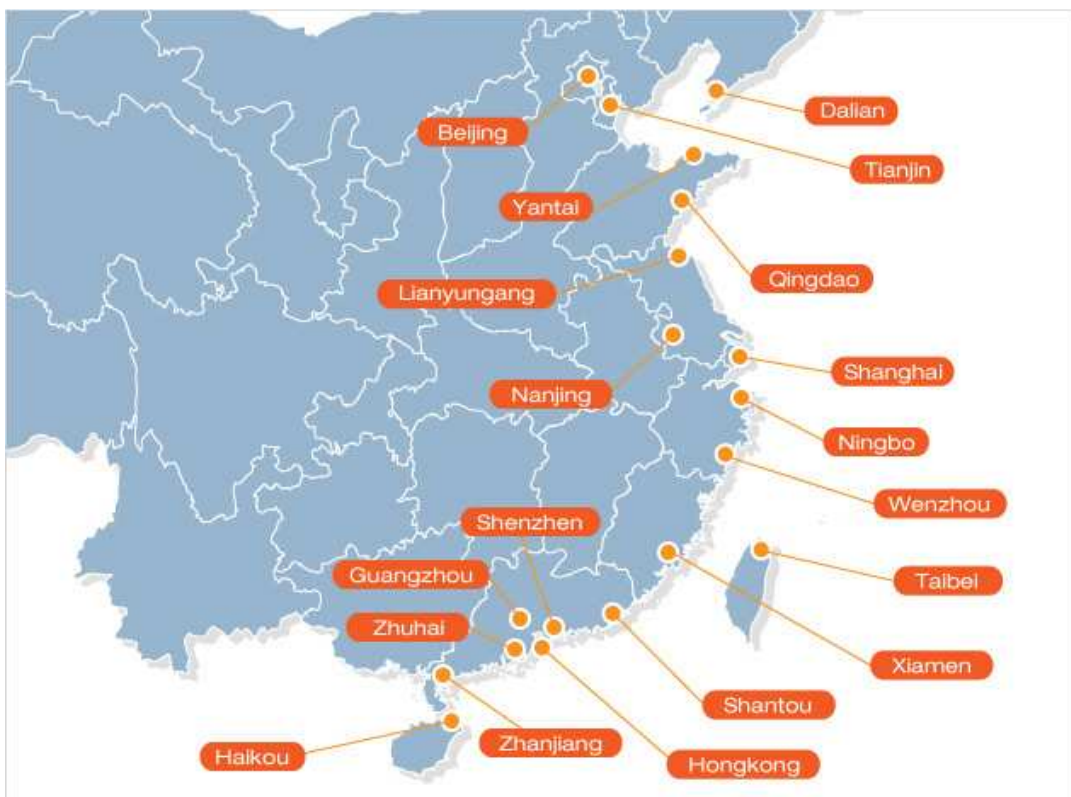 Dalian
Beijing
Tianjin
Yantai
Qingdao
Lianyungang
Shanghai
Nanjing
Ningbo
Wenzhou
Shenzhen
Guangzhou
Taibei
Zhuhai
Xiamen
Shantou
Zhanjiang
Haikou
Hongkong